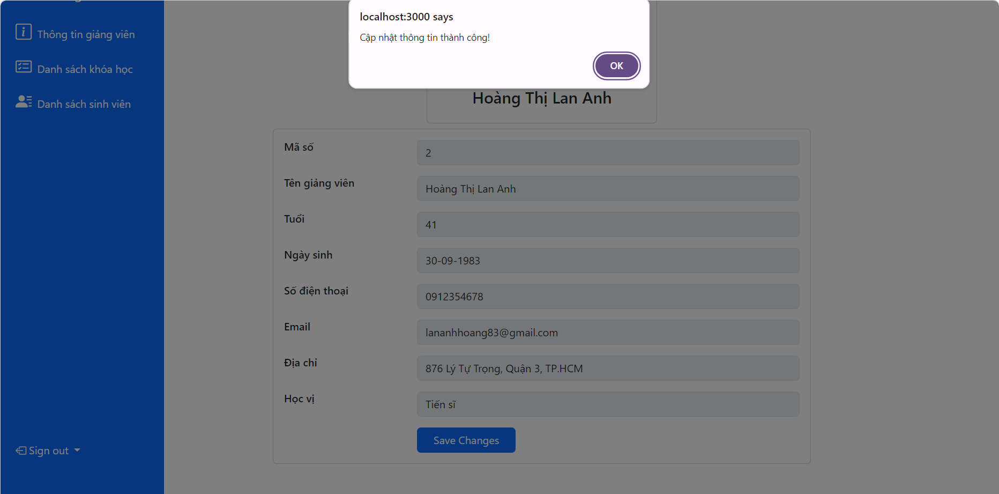 localhost:3000 says
Cập nhật thông tin thành công!
OK
Thông tin giảng viên
Danh sách khóa học
Danh sách sinh viên
Sign out
Hoàng Thị Lan Anh
Mã số
2
Tên giảng viên
Hoàng Thị Lan Anh
Tuổi
41
Ngày sinh
30-09-1983
Số điện thoại
0912354678
Email
lananhhoang83@gmail.com
Địa chỉ
876 Lý Tự Trọng, Quận 3, TP.HCM
Học vị
Tiến sĩ
Save Changes